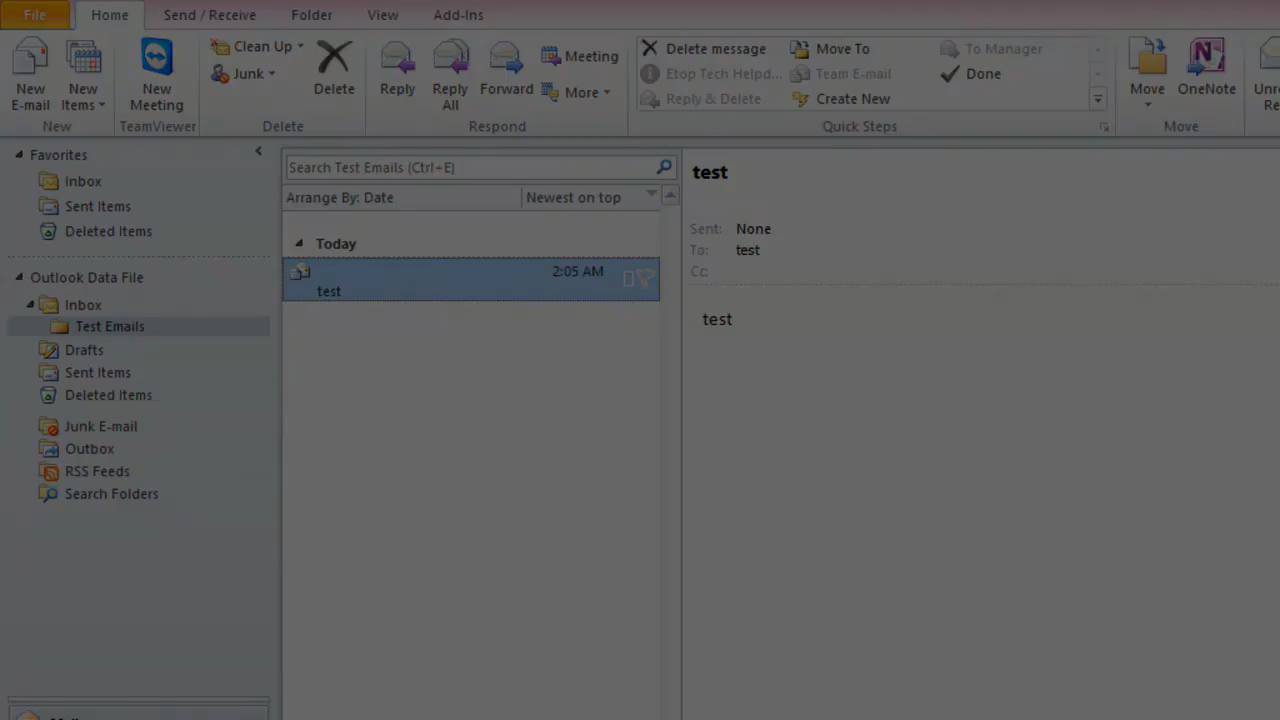 File Home Send / Receive Folder View Add-Ins
New E-mail
New Items
New
New Meeting
TeamViewer
Clean Up
Junk
Delete
Delete
Reply
Reply All
Forward
Meeting
More
Respond
Delete message
Etop Tech Helpd...
Reply & Delete
Move To
Team E-mail
Create New
To Manager
Done
Quick Steps
Move
OneNote
Move
Favorites
Inbox
Sent Items
Deleted Items
Outlook Data File
Inbox
Test Emails
Drafts
Sent Items
Deleted Items
Junk E-mail
Outbox
RSS Feeds
Search Folders
Search Test Emails (Ctrl+E)
Arrange By: Date Newest on top
Today
2:05 AM
test
test
Sent: None
To: test
Cc:
test